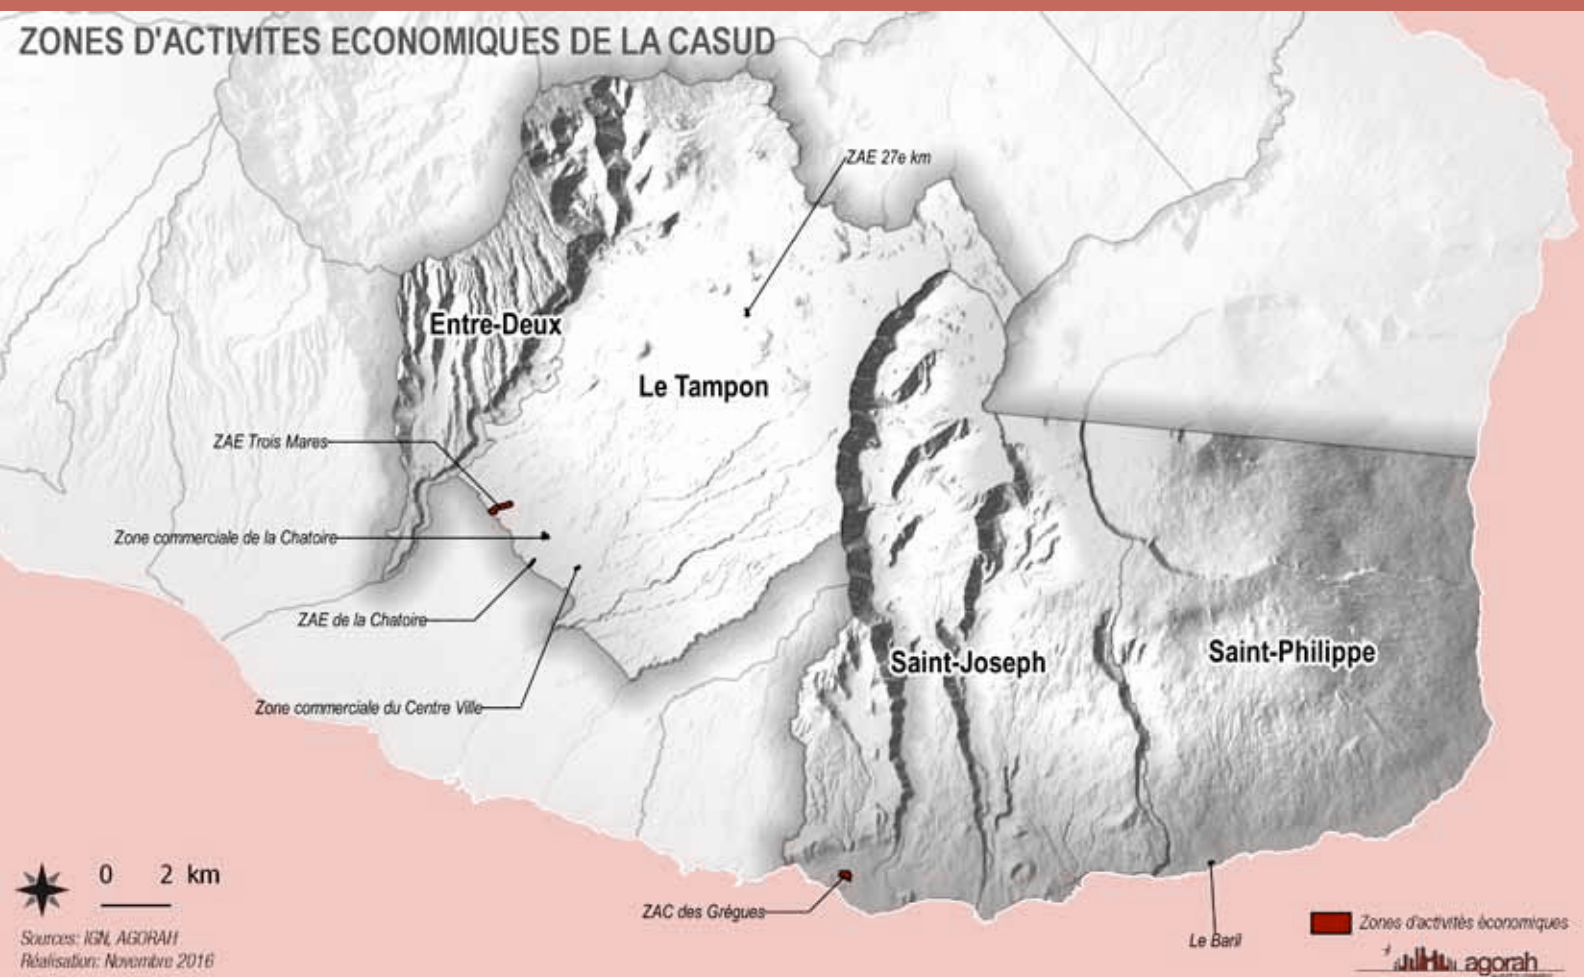 ZONES D'ACTIVITES ECONOMIQUES DE LA CASUD
ZAE 27e km
Entre-Deux
Le Tampon
ZAE Trois Mares
Zone commerciale de la Chatoire
ZAE de la Chatoire
Saint-Joseph
Saint-Philippe
Zone commerciale du Centre Ville
0 2 km
ZAC des Grégues
Le Baril
Zones d'activités économiques
Sources: IGN, AGORAH
Réalisation: Novembre 2016
agorah